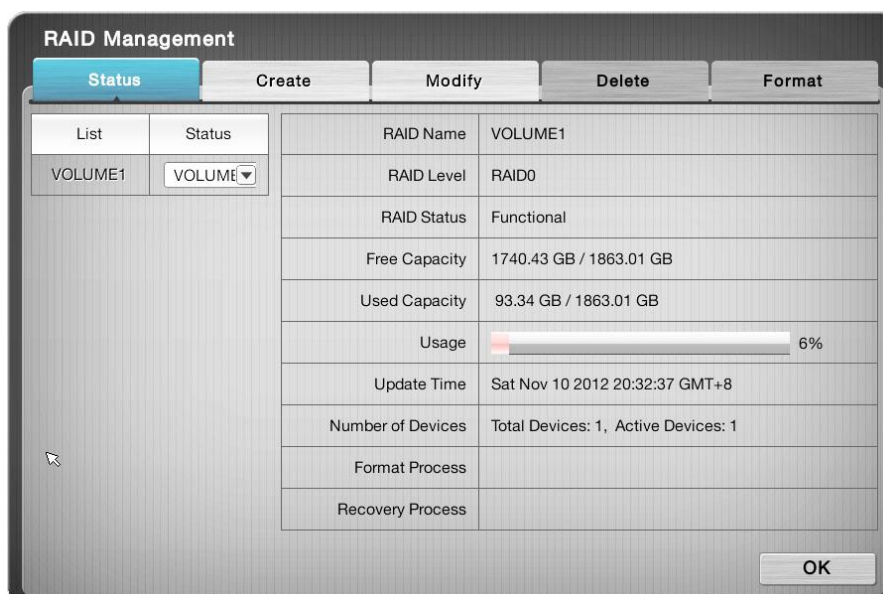 RAID Management
Status Create Modify Delete Format
List Status
VOLUME1 VOLUME
RAID Name VOLUME1
RAID Level RAID0
RAID Status Functional
Free Capacity 1740.43 GB / 1863.01 GB
Used Capacity 93.34 GB / 1863.01 GB
Usage 6%
Update Time Sat Nov 10 2012 20:32:37 GMT+8
Number of Devices Total Devices: 1, Active Devices: 1
Format Process
Recovery Process
OK